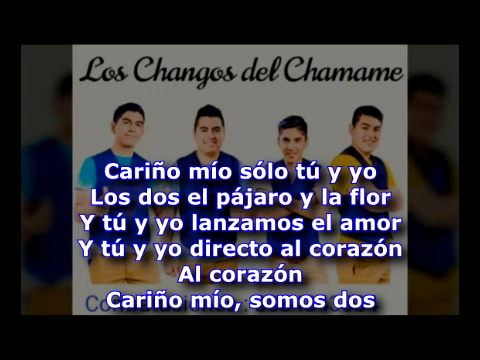 Los Changos del Chamame
Cariño mío sólo tú y yo
Los dos el pájaro y la flor
Y tú y yo lanzamos el amor
Y tú y yo directo al corazón
Al corazón
Cariño mío, somos dos